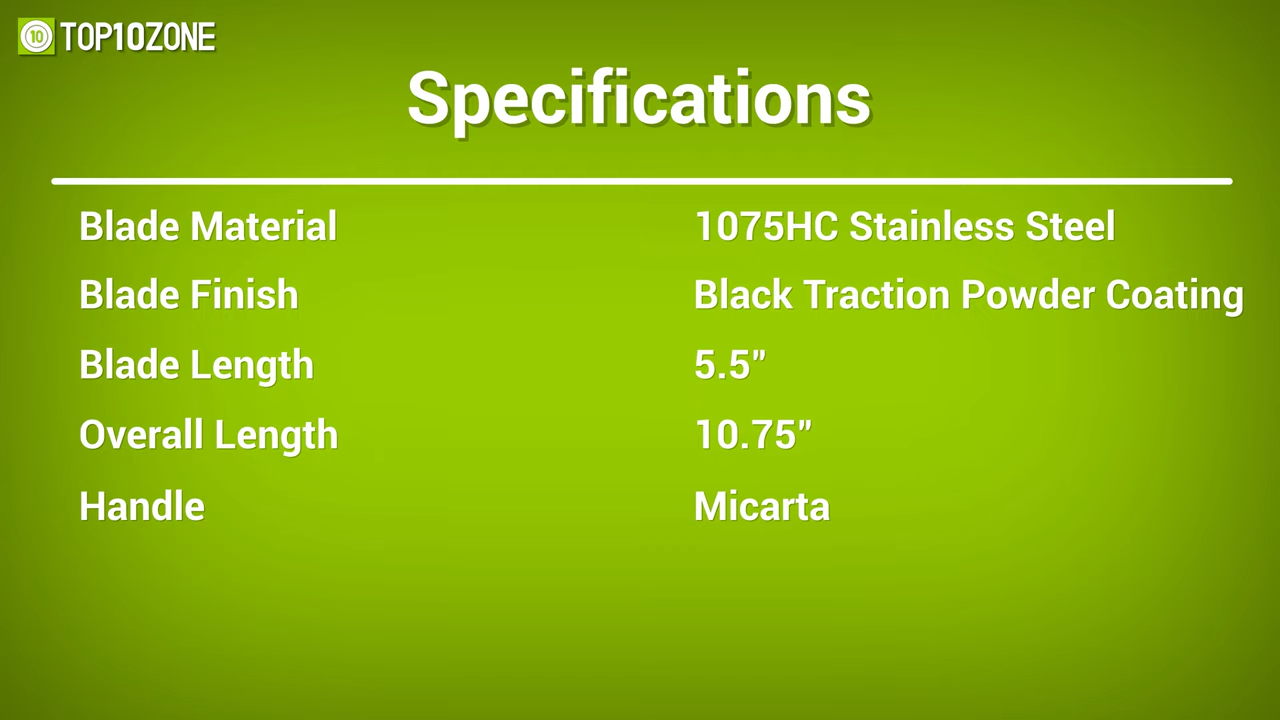 10 TOP10ZONE
Specifications
Blade Material 1075HC Stainless Steel
Blade Finish Black Traction Powder Coating
Blade Length 5.5"
Overall Length 10.75"
Handle Micarta